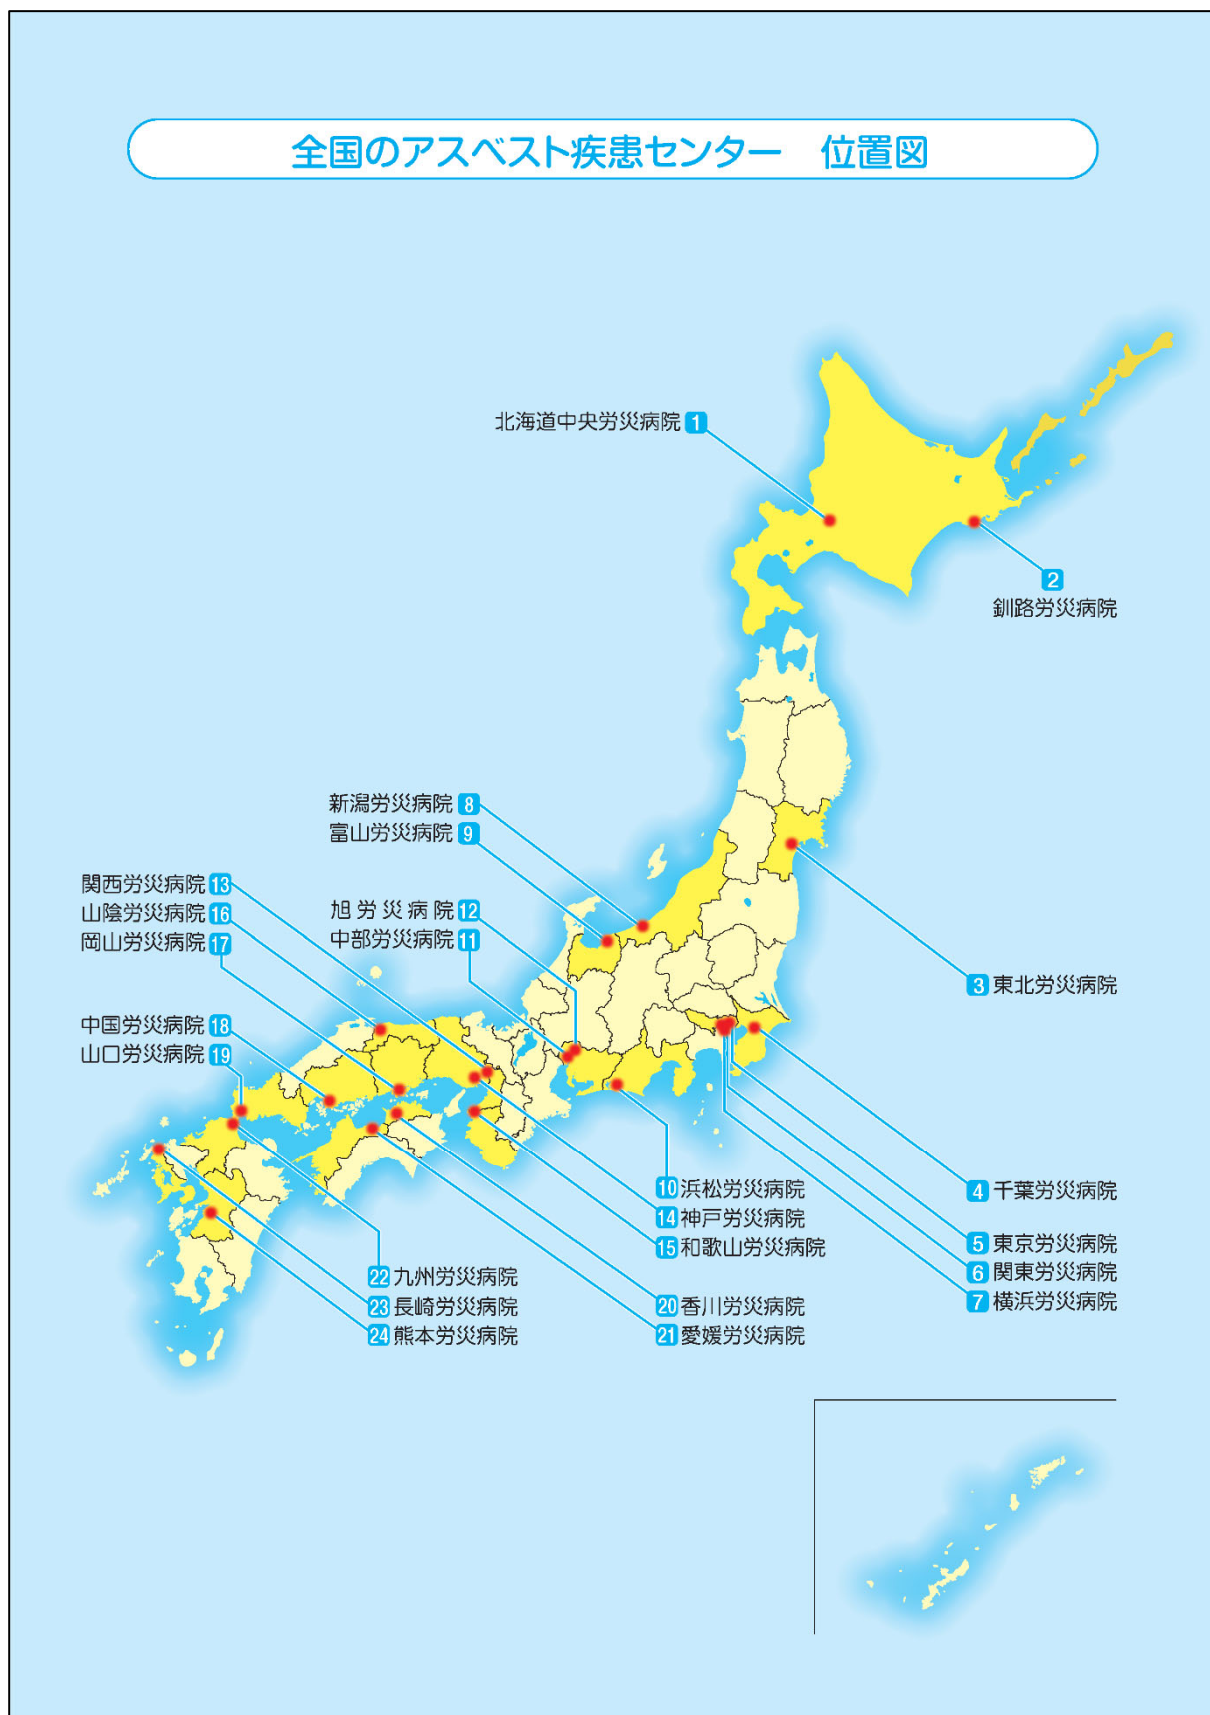 全国のアスベスト疾患センター　位置図
北海道中央労災病院 1
2
釧路労災病院
新潟労災病院 8
富山労災病院 9
関西労災病院 13
山陰労災病院 16
岡山労災病院 17
旭労災病院 12
中部労災病院 11
3 東北労災病院
中国労災病院 18
山口労災病院 19
10 浜松労災病院
14 神戸労災病院
15 和歌山労災病院
4 千葉労災病院
5 東京労災病院
6 関東労災病院
7 横浜労災病院
22 九州労災病院
23 長崎労災病院
24 熊本労災病院
20 香川労災病院
21 愛媛労災病院